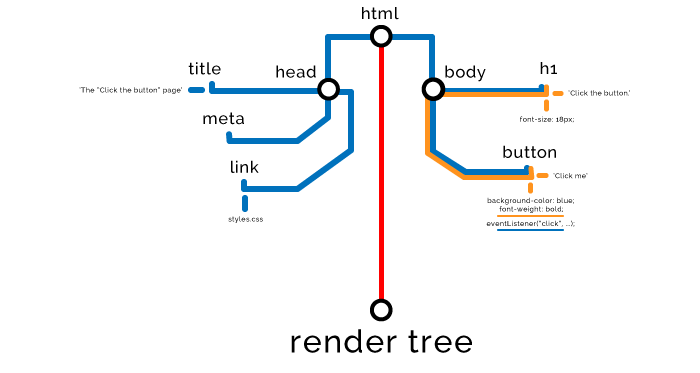 html
title
head
body
h1
'The "Click the button" page'
'Click the button.'
meta
font-size: 18px;
button
link
'Click me'
background-color: blue;
font-weight: bold;
styles.css
eventListener("click", ...);
render tree